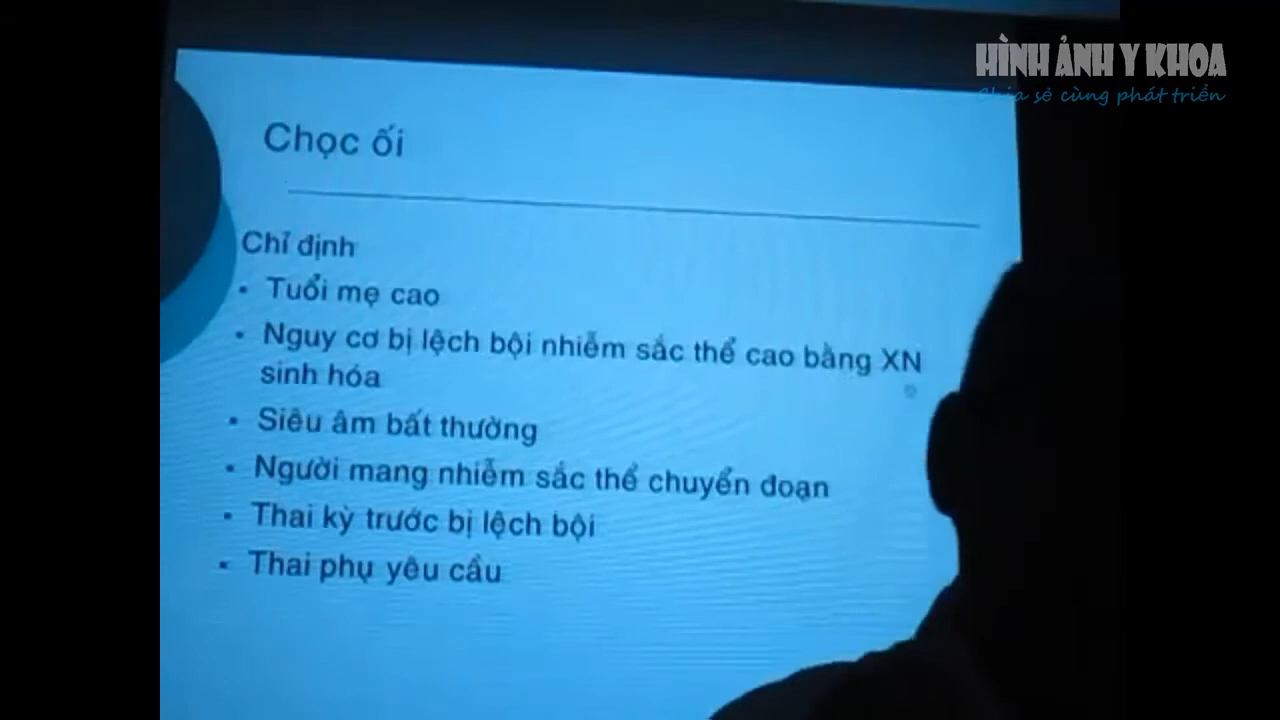 HÌNH ẢNH Y KHOA
Chia sẻ cùng phát triển
Chọc ối
Chỉ định
• Tuổi mẹ cao
• Nguy cơ bị lệch bội nhiễm sắc thể cao bằng XN
sinh hóa
• Siêu âm bất thường
• Người mang nhiễm sắc thể chuyển đoạn
• Thai kỳ trước bị lệch bội
• Thai phụ yêu cầu